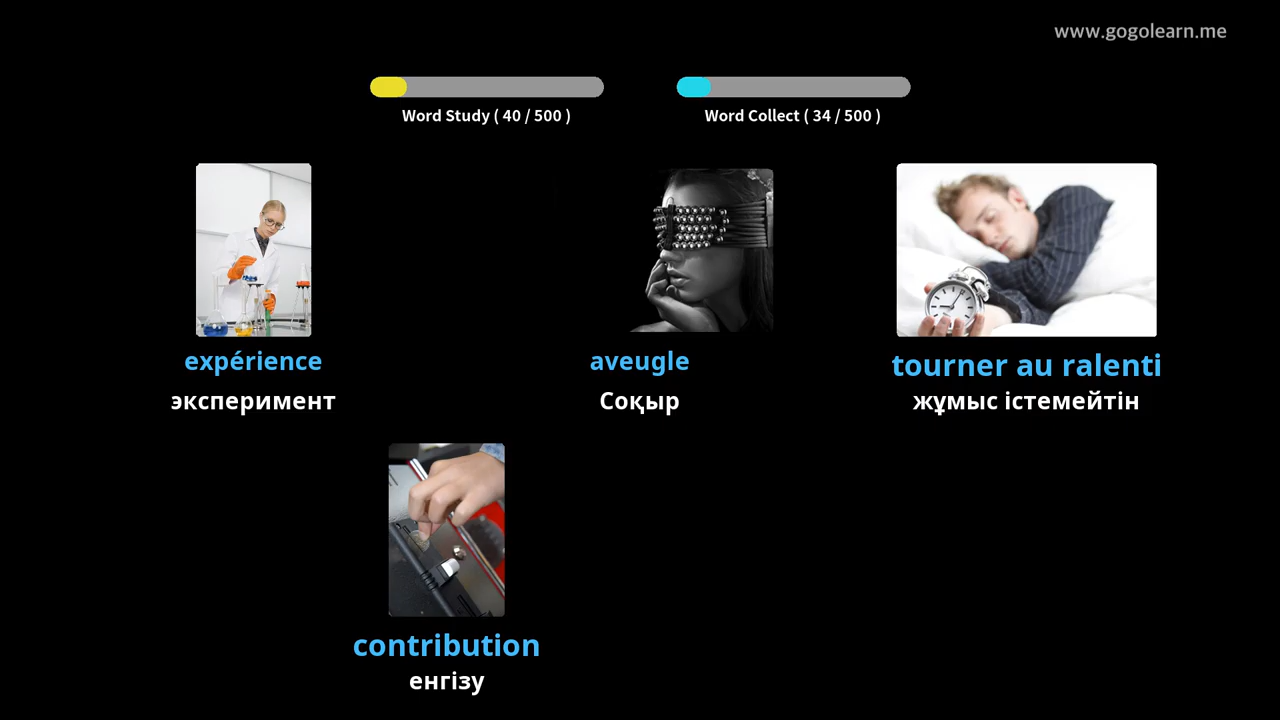 www.gogolearn.me
Word Study ( 40 / 500 )
Word Collect ( 34 / 500 )
expérience
эксперимент
aveugle
Соқыр
tourner au ralenti
жұмыс істемейтін
contribution
енгізу